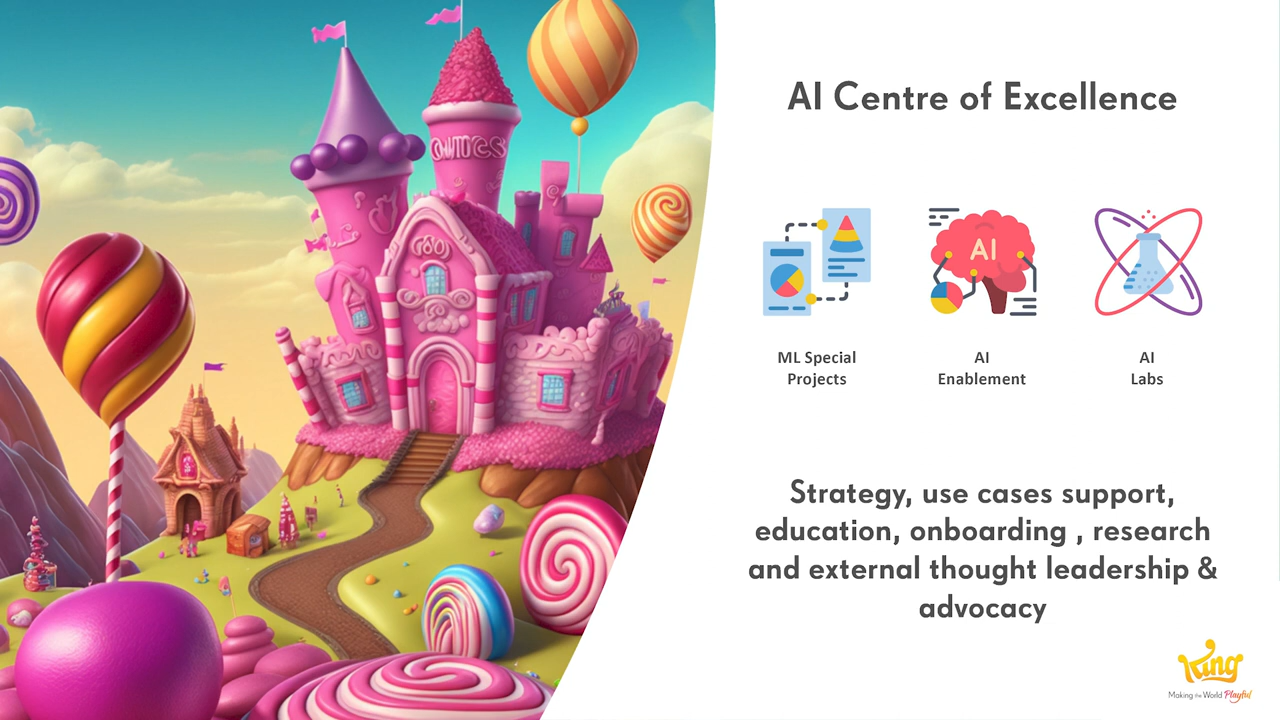 AI Centre of Excellence
AI
ML Special
Projects
AI
Enablement
AI
Labs
Strategy, use cases support,
education, onboarding , research
and external thought leadership &
advocacy
King
Making the World Playful